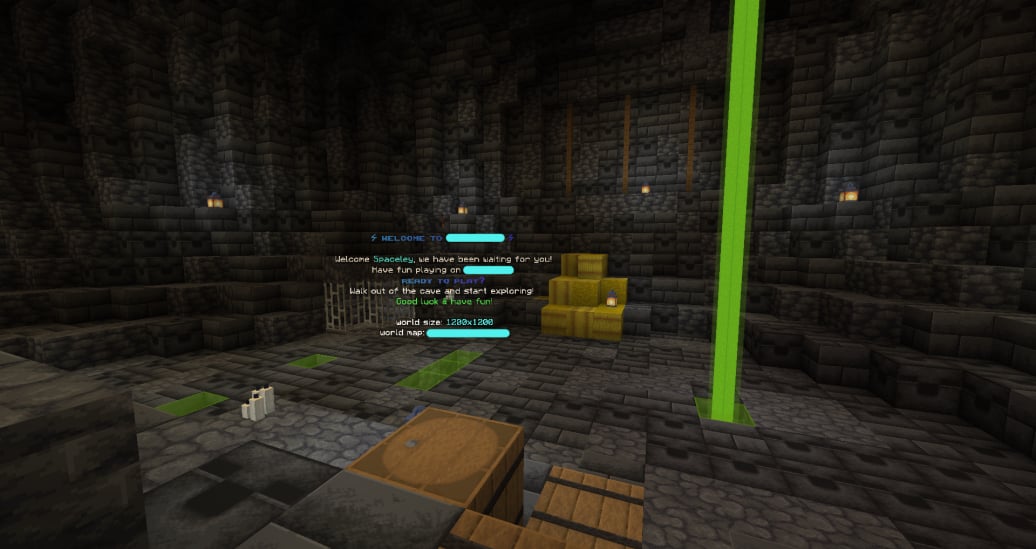 ⚡ WELCOME TO ⚡
Welcome Spaceley, we have been waiting for you!
Have fun playing on
READY TO PLAY?
Walk out of the cave and start exploring!
Good luck & have fun!
world size: 1200x1200
world map: